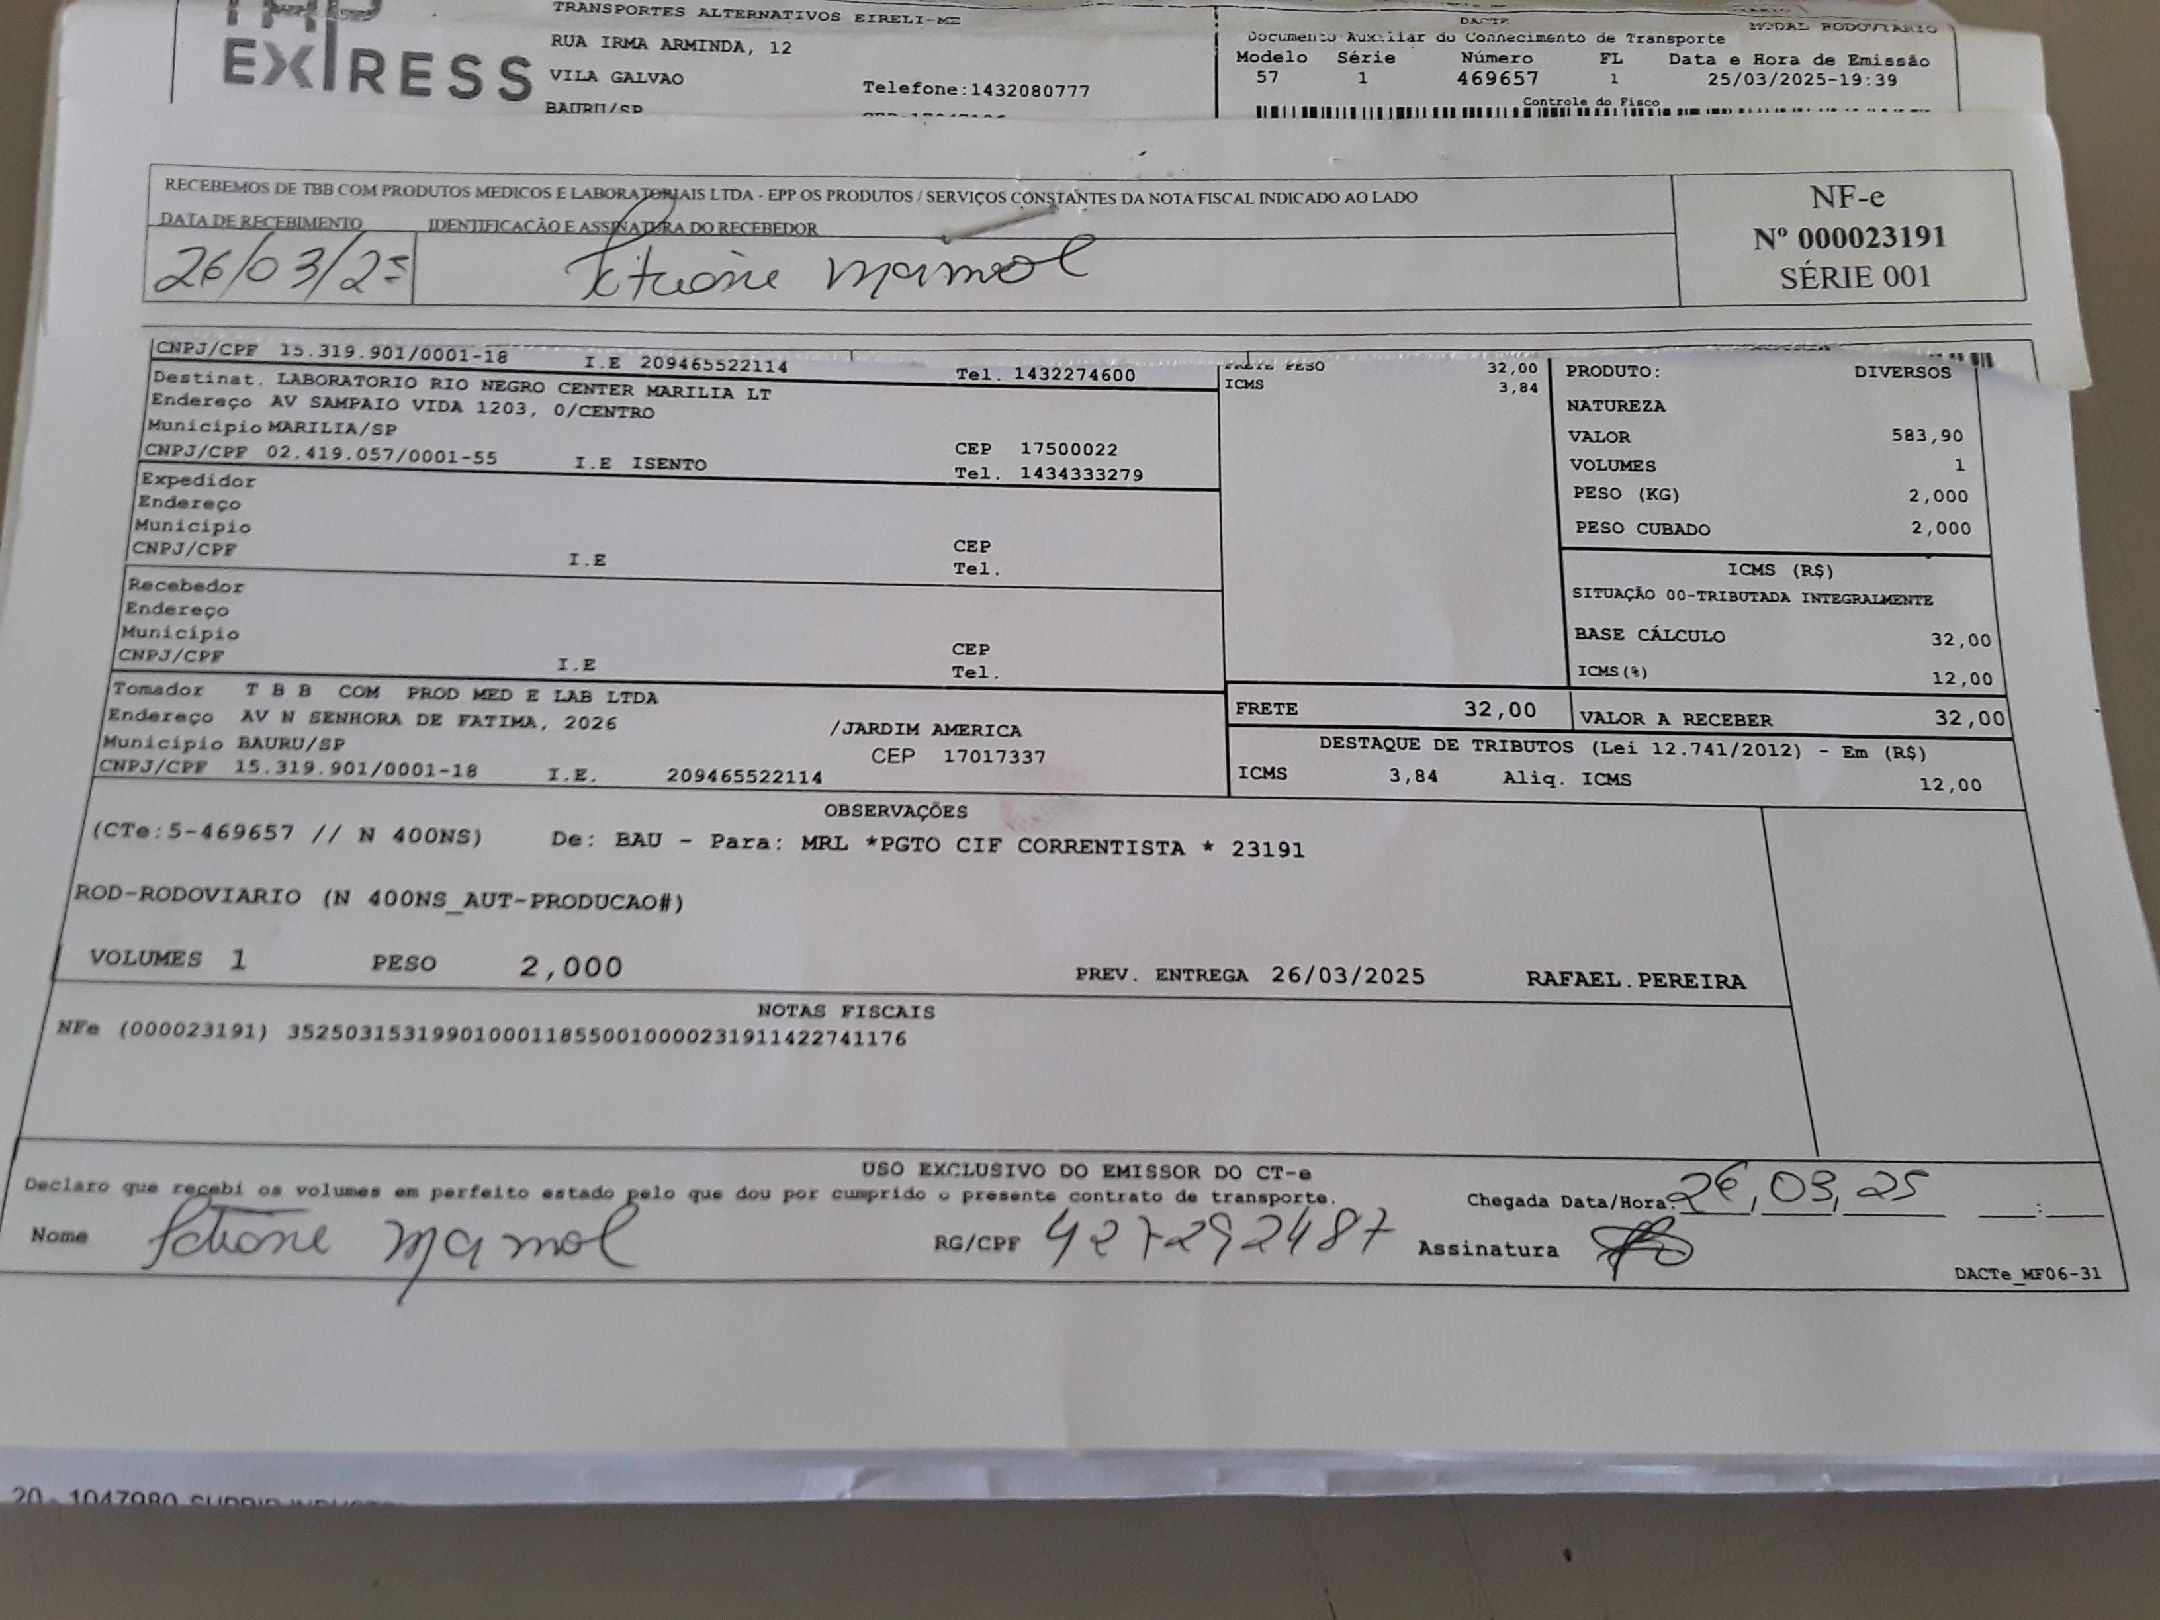 EXPRESS
TRANSPORTES ALTERNATIVOS EIRELI-ME
RUA IRMA ARMINDA, 12
VILA GALVAO
Telefone:1432080777
BAURU/SP
DACTE
MODAL RODOVIÁRIO
Documento Auxiliar do Conhecimento de Transporte
Modelo Série Número FL Data e Hora de Emissão
57 1 469657 1 25/03/2025-19:39
Controle do Fisco
RECEBEMOS DE TBB COM PRODUTOS MEDICOS E LABORATORIAIS LTDA - EPP OS PRODUTOS / SERVIÇOS CONSTANTES DA NOTA FISCAL INDICADO AO LADO
DATA DE RECEBIMENTO IDENTIFICAÇÃO E ASSINATURA DO RECEBEDOR
26/03/25
NF-e
Nº 000023191
SÉRIE 001
CNPJ/CPF 15.319.901/0001-18 I.E 209465522114 Tel. 1432274600
Destinat. LABORATORIO RIO NEGRO CENTER MARILIA LT
Endereço AV SAMPAIO VIDA 1203, 0/CENTRO
Município MARILIA/SP CEP 17500022
CNPJ/CPF 02.419.057/0001-55 I.E ISENTO Tel. 1434333279
Expedidor
Endereço
Município CEP
CNPJ/CPF I.E Tel.
Recebedor
Endereço
Município CEP
CNPJ/CPF I.E Tel.
Tomador T B B COM PROD MED E LAB LTDA
Endereço AV N SENHORA DE FATIMA, 2026 /JARDIM AMERICA
Município BAURU/SP CEP 17017337
CNPJ/CPF 15.319.901/0001-18 I.E. 209465522114
FRETE PESO 32,00
ICMS 3,84
PRODUTO: DIVERSOS
NATUREZA
VALOR 583,90
VOLUMES 1
PESO (KG) 2,000
PESO CUBADO 2,000
ICMS (R$)
SITUAÇÃO 00-TRIBUTADA INTEGRALMENTE
BASE CÁLCULO 32,00
ICMS(%) 12,00
FRETE 32,00 VALOR A RECEBER 32,00
DESTAQUE DE TRIBUTOS (Lei 12.741/2012) - Em (R$)
ICMS 3,84 Aliq. ICMS 12,00
OBSERVAÇÕES
(CTe:5-469657 // N 400NS) De: BAU - Para: MRL *PGTO CIF CORRENTISTA * 23191
ROD-RODOVIARIO (N 400NS_AUT-PRODUCAO#)
VOLUMES 1 PESO 2,000 PREV. ENTREGA 26/03/2025 RAFAEL.PEREIRA
NOTAS FISCAIS
NFe (000023191) 35250315319901000118550010000231911422741176
USO EXCLUSIVO DO EMISSOR DO CT-e
Declaro que recebi os volumes em perfeito estado pelo que dou por cumprido o presente contrato de transporte.
Chegada Data/Hora: 26,03,25 :
Nome RG/CPF 427292487 Assinatura
DACTe_MF06-31
20 - 1047980